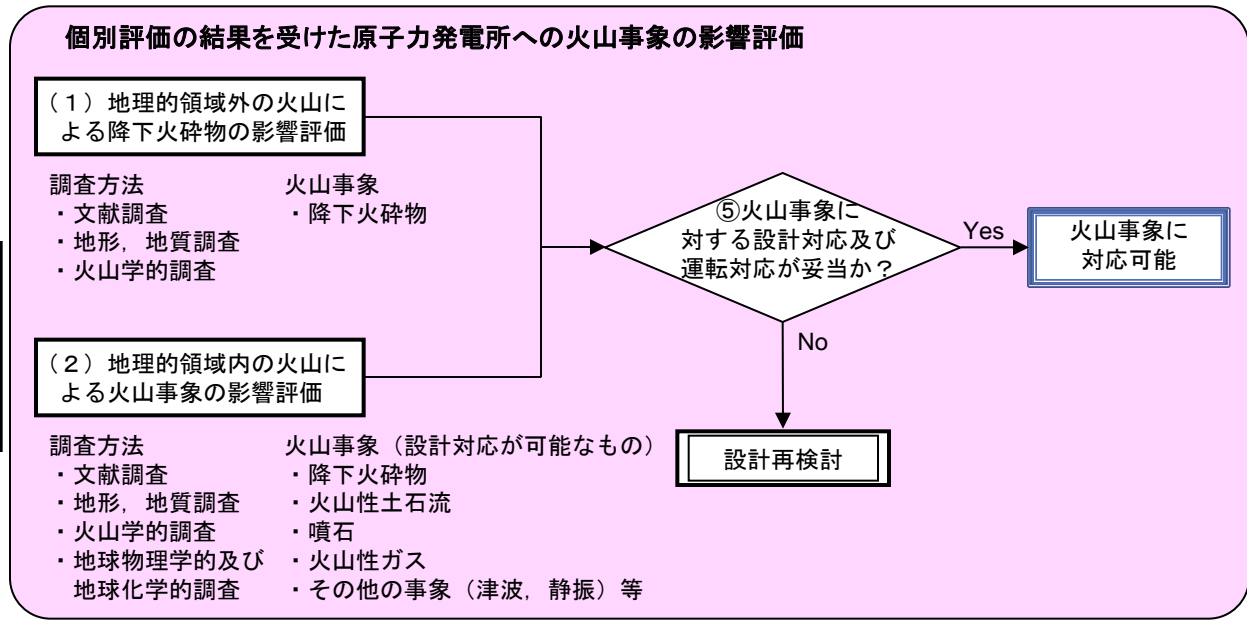 個別評価の結果を受けた原子力発電所への火山事象の影響評価
（１）地理的領域外の火山に
よる降下火砕物の影響評価
調査方法
・文献調査
・地形，地質調査
・火山学的調査
火山事象
・降下火砕物
⑤火山事象に
対する設計対応及び
運転対応が妥当か？
Yes
火山事象に
対応可能
No
設計再検討
（２）地理的領域内の火山に
よる火山事象の影響評価
調査方法
・文献調査
・地形，地質調査
・火山学的調査
・地球物理学的及び
地球化学的調査
火山事象（設計対応が可能なもの）
・降下火砕物
・火山性土石流
・噴石
・火山性ガス
・その他の事象（津波，静振）等